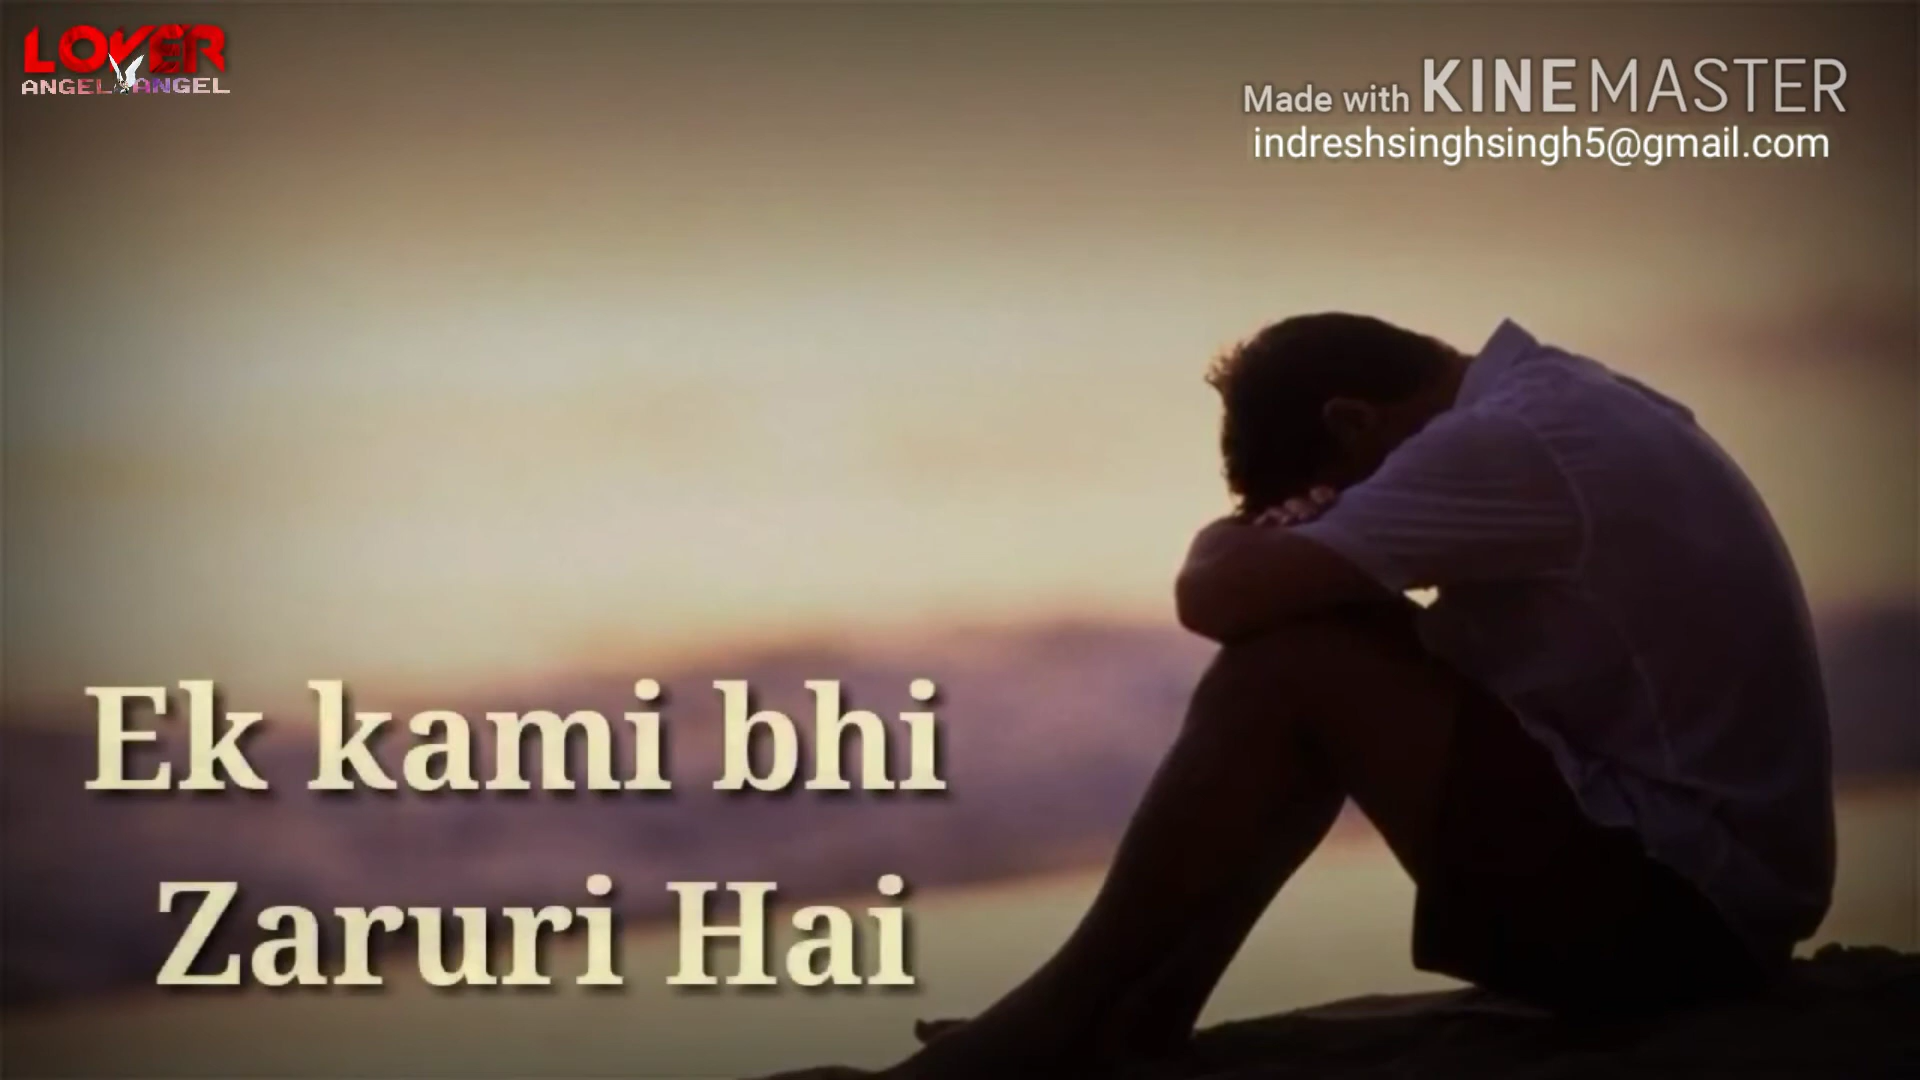 LOVER
ANGEL ANGEL
Made with KINEMASTER
indreshsinghsingh5@gmail.com
Ek kami bhi
Zaruri Hai